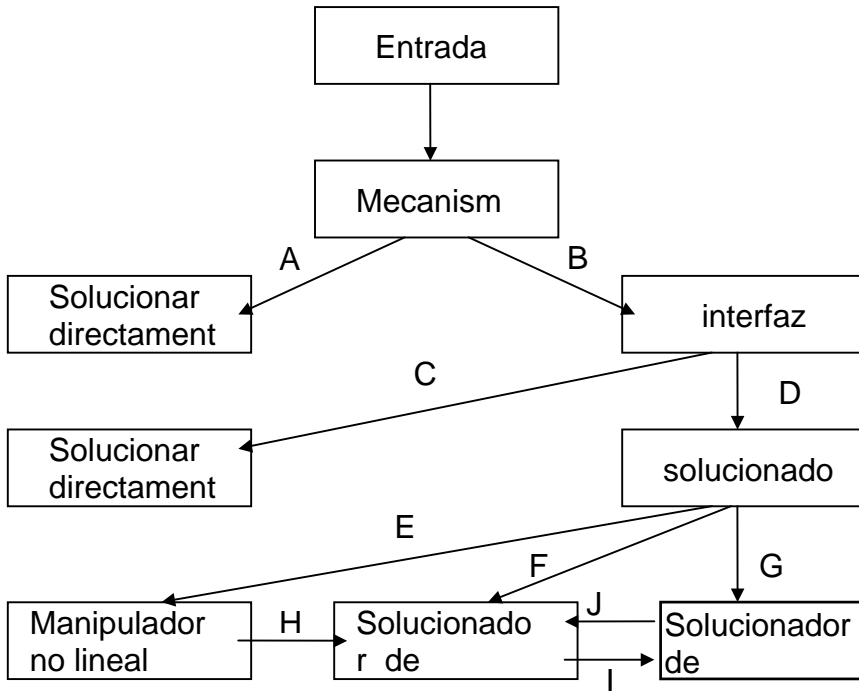 Entrada
Mecanism
A
B
Solucionar
directament
interfaz
C
D
Solucionar
directament
solucionado
E
F
G
Manipulador
no lineal
H
Solucionado
r de
J
I
Solucionador
de